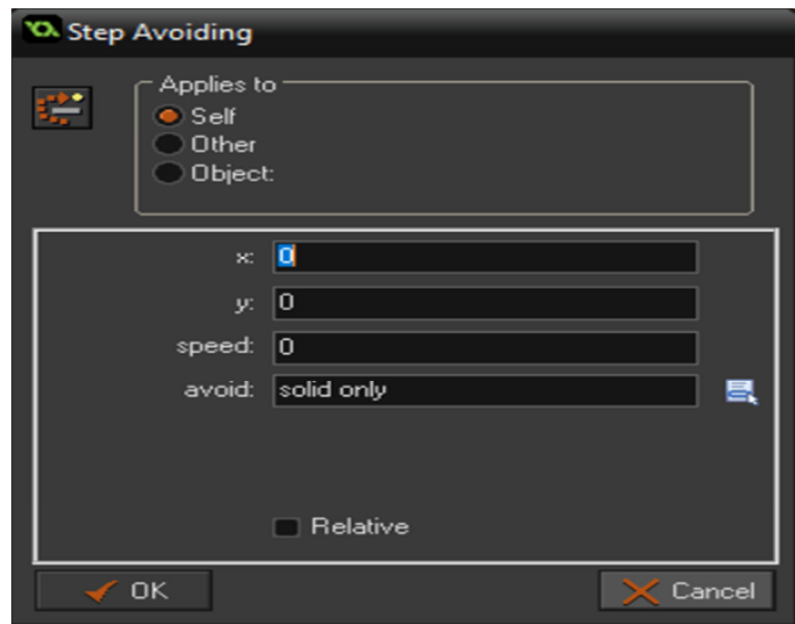 Step Avoiding
Applies to
Self
Other
Object:
x: 0
y: 0
speed: 0
avoid: solid only
Relative
OK Cancel